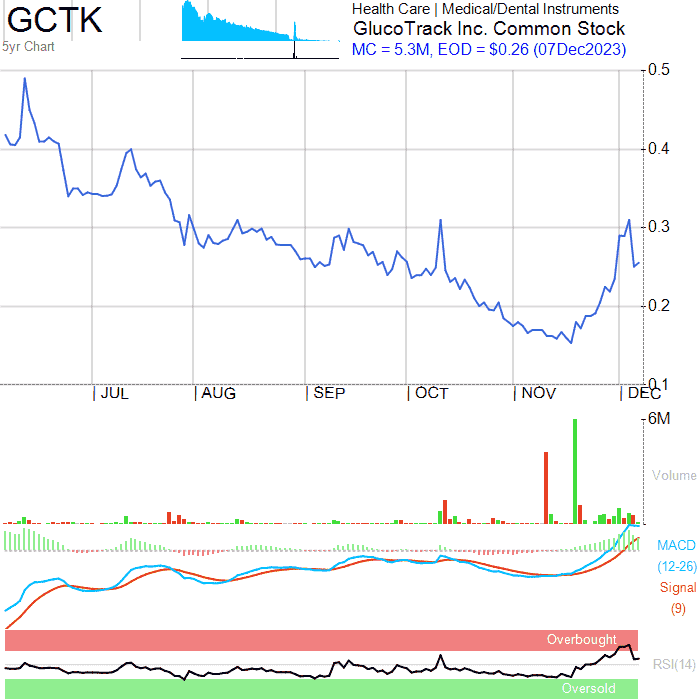 GCTK
5yr Chart
Health Care | Medical/Dental Instruments
GlucoTrack Inc. Common Stock
MC = 5.3M, EOD = $0.26 (07Dec2023)
0.5
0.4
0.3
0.2
0.1
JUL AUG SEP OCT NOV DEC
6M
Volume
MACD
(12-26)
Signal
(9)
Overbought
RSI(14)
Oversold